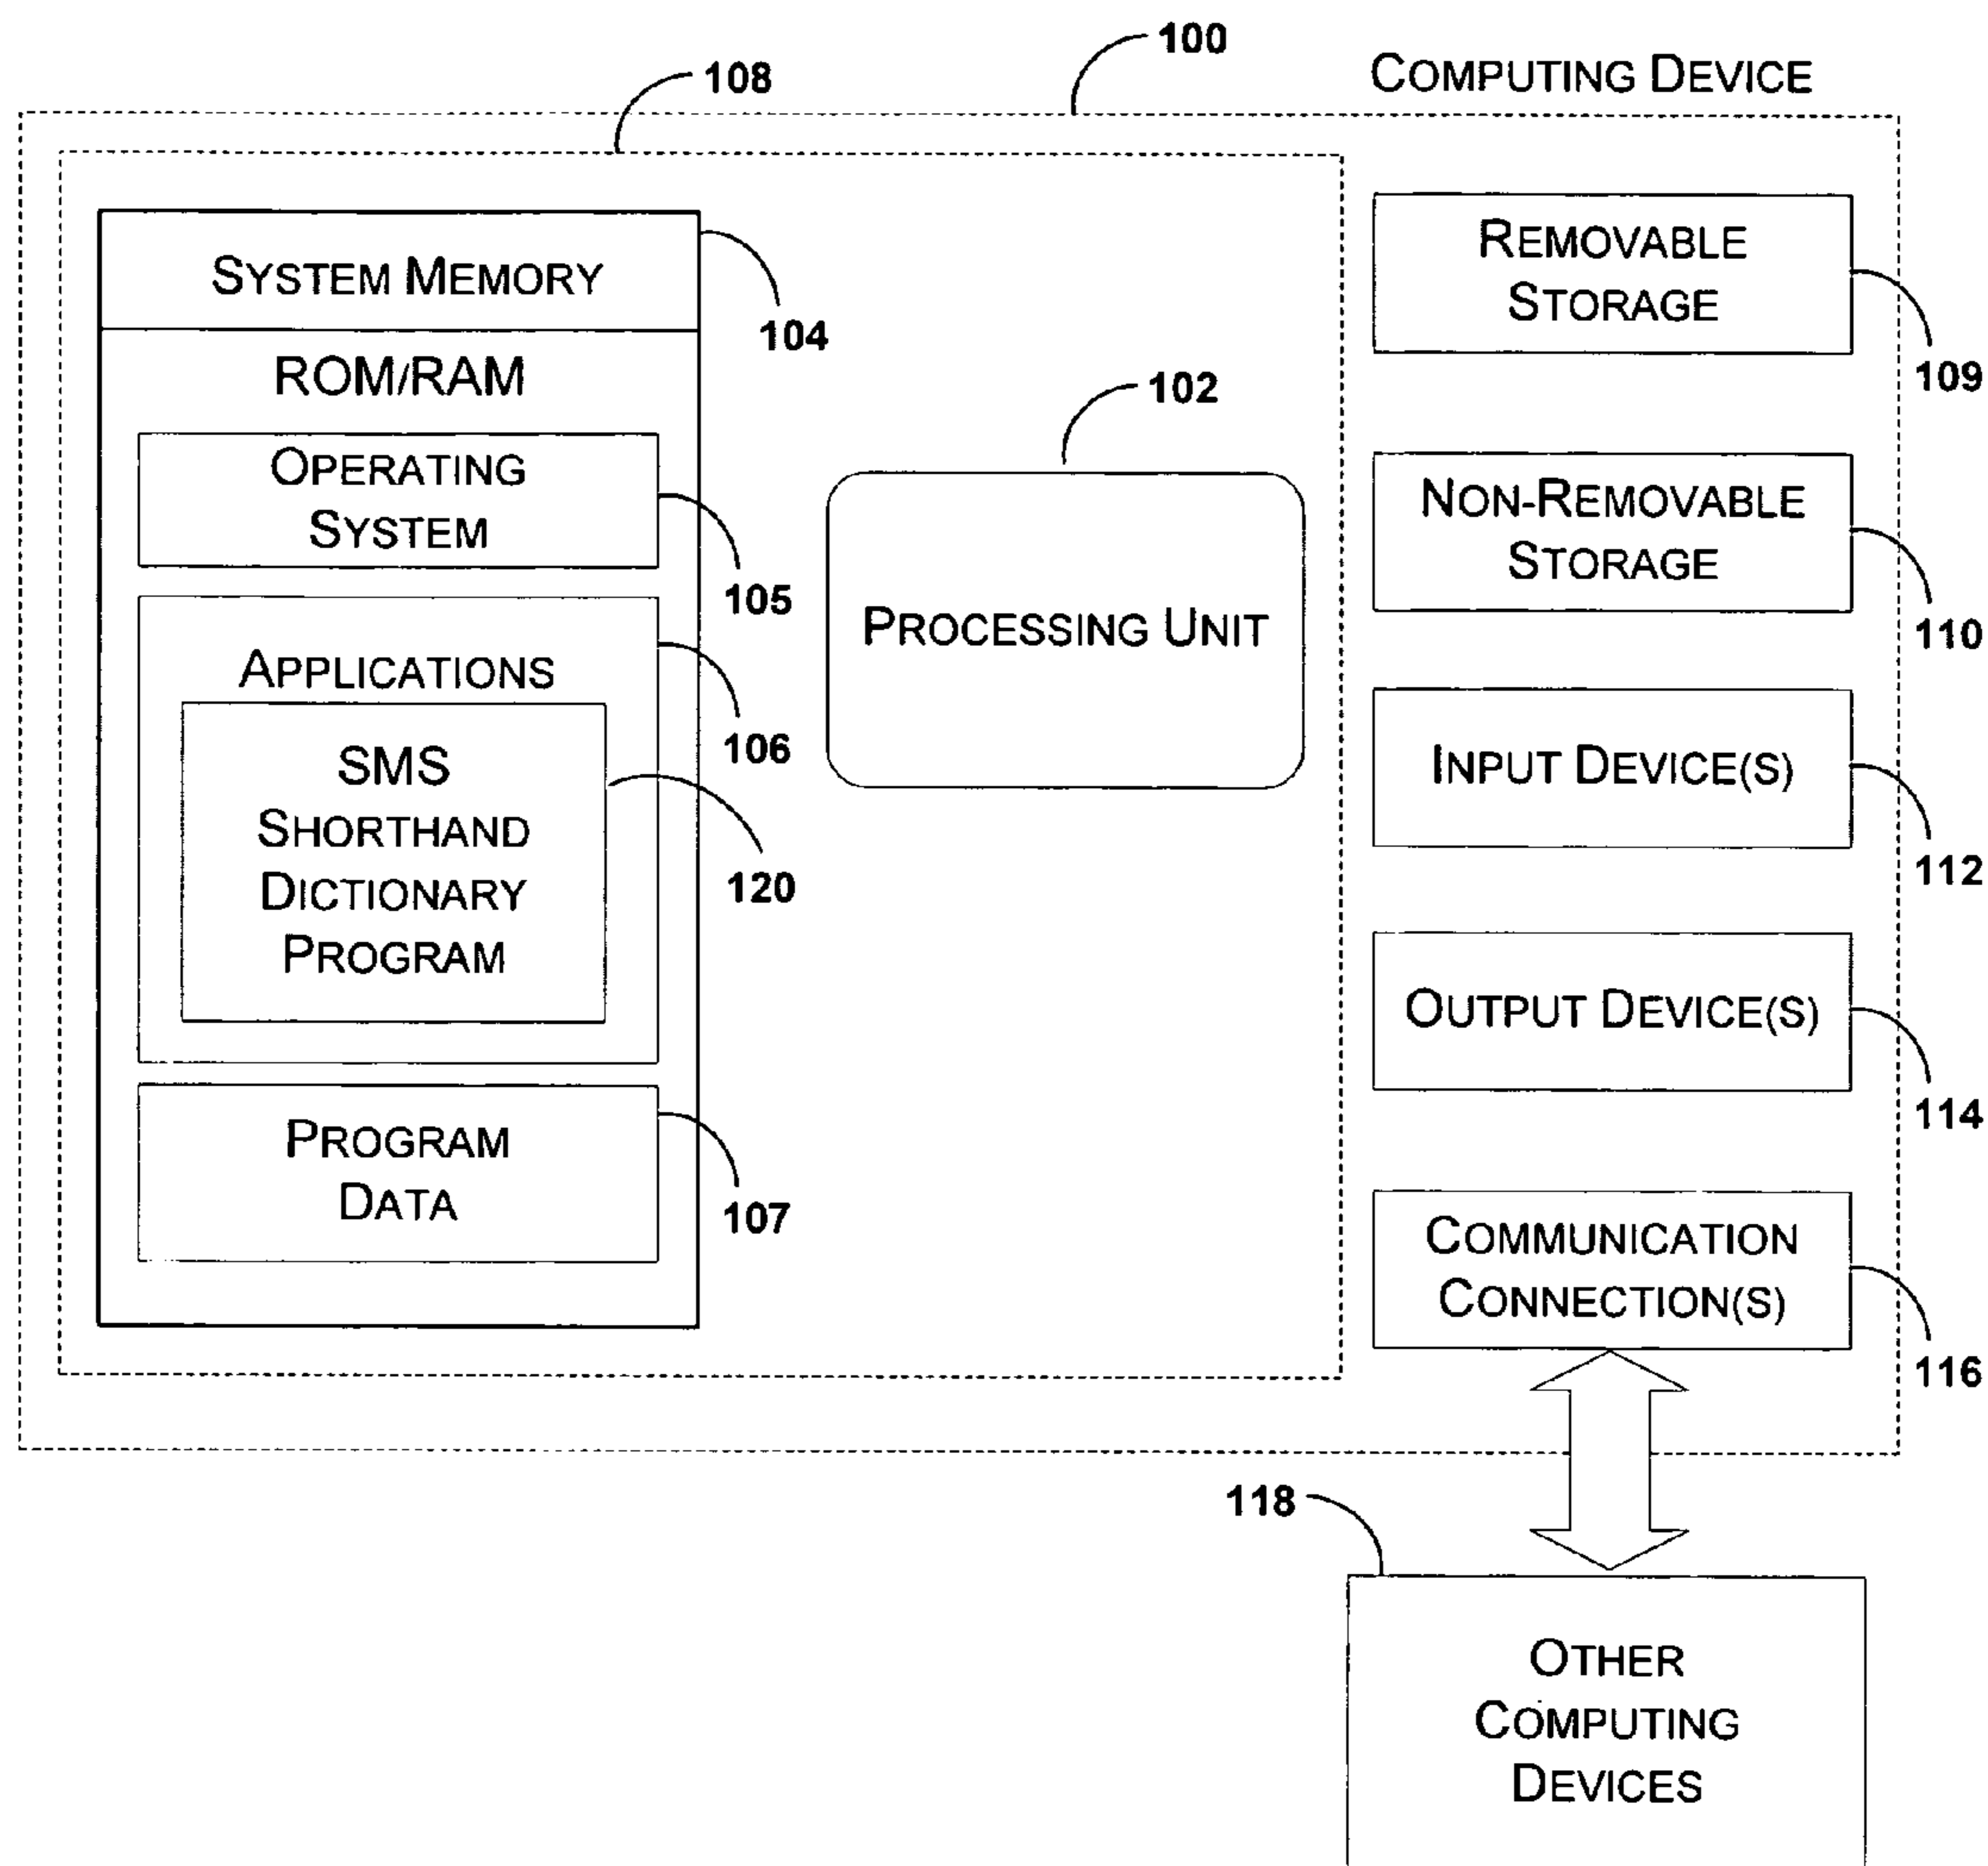 100
COMPUTING DEVICE
108
SYSTEM MEMORY
104
ROM/RAM
OPERATING
SYSTEM
105
APPLICATIONS
106
SMS
SHORTHAND
DICTIONARY
PROGRAM
120
PROGRAM
DATA
107
102
PROCESSING UNIT
REMOVABLE
STORAGE
109
NON-REMOVABLE
STORAGE
110
INPUT DEVICE(S)
112
OUTPUT DEVICE(S)
114
COMMUNICATION
CONNECTION(S)
116
118
OTHER
COMPUTING
DEVICES